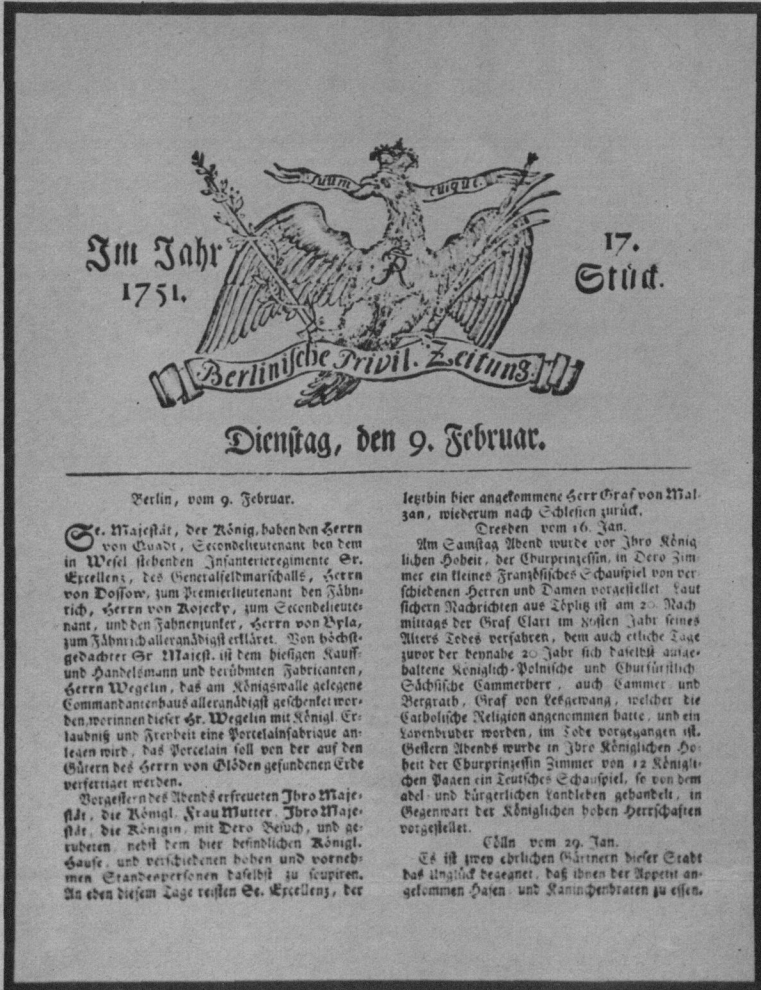 suum cuique.
Im Jahr
1751.
17.
Stück.
FR
Berlinische Privil. Zeitung.
Dienstag, den 9. Februar.
Berlin, vom 9. Februar.
Se. Majestät, der König, haben den Herrn
von Quadt, Secondelieutenant bey dem
in Wesel stehenden Infanterieregimente Sr.
Excellenz, des Generalfeldmarschalls, Herrn
von Dossow, zum Premierlieutenant den Fähn-
rich, Herrn von Kozecky, zum Secondelieute-
nant, und den Fahnenjunker, Herrn von Byla,
zum Fähnrich allergnädigst erkläret. Von höchst-
gedachter Sr Majest. ist dem hiesigen Kauff-
und Handelsmann und berühmten Fabricanten,
Herrn Wegelin, das am Königswalle gelegene
Commandantenhaus allergnädigst geschenket wor-
den, worinnen dieser Hr. Wegelin mit Königl. Er-
laubniß und Freyheit eine Portelainfabrique an-
legen wird, das Porcelain soll von der auf den
Gütern des Herrn von Glöden gefundenen Erde
verfertiget werden.
Vorgestern des Abends erfreueten Ihro Maje-
stät, die Königl. Frau Mutter, Ihro Maje-
stät, die Königin, mit Dero Besuch, und ge-
ruheten, nebst dem hier befindlichen Königl.
Hause, und verschiedenen hohen und vorneh-
men Standespersonen daselbst zu soupiren.
An eben diesem Tage reisten Se. Excellenz, der
letzthin hier angekommene Herr Graf von Mal-
zan, wiederum nach Schlesien zurück.
Dresden vom 16. Jan.
Am Samstag Abend wurde vor Ihro König
lichen Hoheit, der Churprinzessin, in Dero Zim-
mer ein kleines Französisches Schauspiel von ver-
schiedenen Herren und Damen vorgestellet. Laut
sichern Nachrichten aus Töplitz ist am Nach
mittags der Graf Clari im Jahr seines
Alters Todes verfahren, dem auch etliche Tage
zuvor der beynahe 20 Jahr sich daselbst aufge-
haltene Königlich-Polnische und Churfürstlich
Sächsische Cammerherr, auch Cammer und
Bergrath, Graf von Lesgewang, welcher die
Catholische Religion angenommen hatte, und ein
Layenbruder worden, im Tode vorgegangen ist.
Gestern Abends wurde in Ihro Königlichen Ho-
heit der Churprinzessin Zimmer von 12 Königli-
chen Pagen ein Teutsches Schauspiel, so von dem
adel- und bürgerlichen Landleben gehandelt, in
Gegenwart der Königlichen hohen Herrschaften
vorgestellet.
Cölln vom 29. Jan.
Es ist zwey ehrlichen Gärtnern dieser Stadt
das Unglück begegnet, daß ihnen der Appetit an-
gekommen Hasen und Kaninchenbraten zu essen.